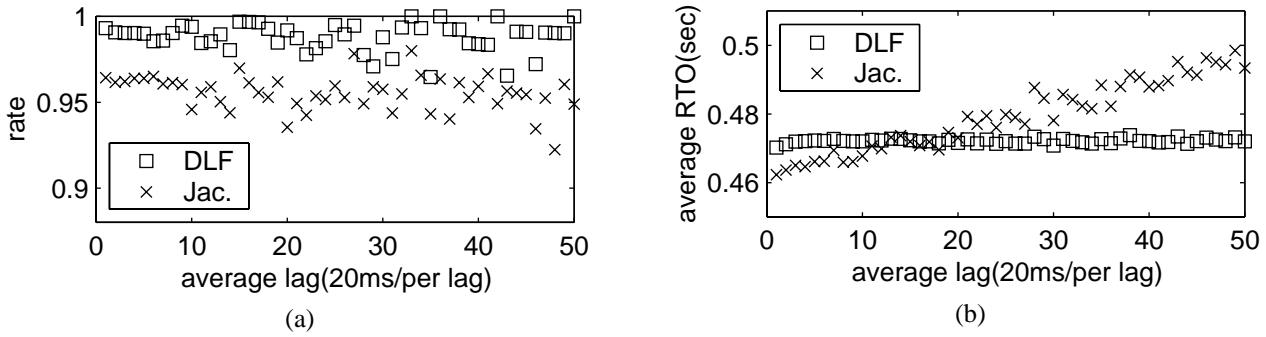 1
0.95
0.9
rate
DLF
Jac.
0 10 20 30 40 50
average lag(20ms/per lag)
(a)
0.5
0.48
0.46
average RTO(sec)
DLF
Jac.
0 10 20 30 40 50
average lag(20ms/per lag)
(b)